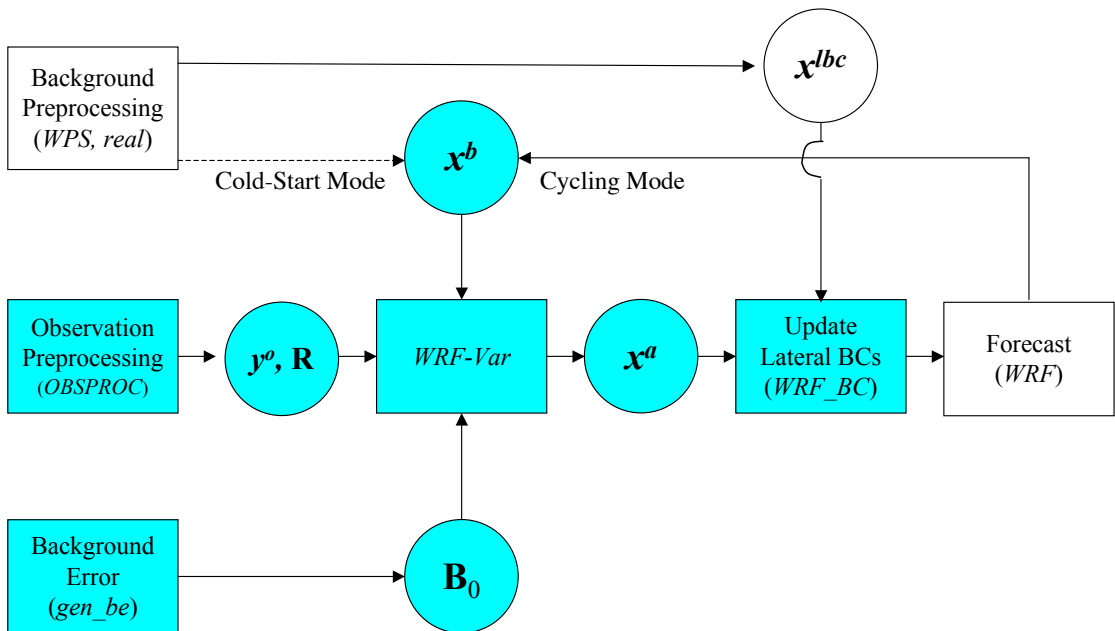 Background
Preprocessing
(WPS, real)
x^lbc
x^b
Cold-Start Mode
Cycling Mode
Observation
Preprocessing
(OBSPROC)
y^o, R
WRF-Var
x^a
Update
Lateral BCs
(WRF_BC)
Forecast
(WRF)
Background
Error
(gen_be)
B_0